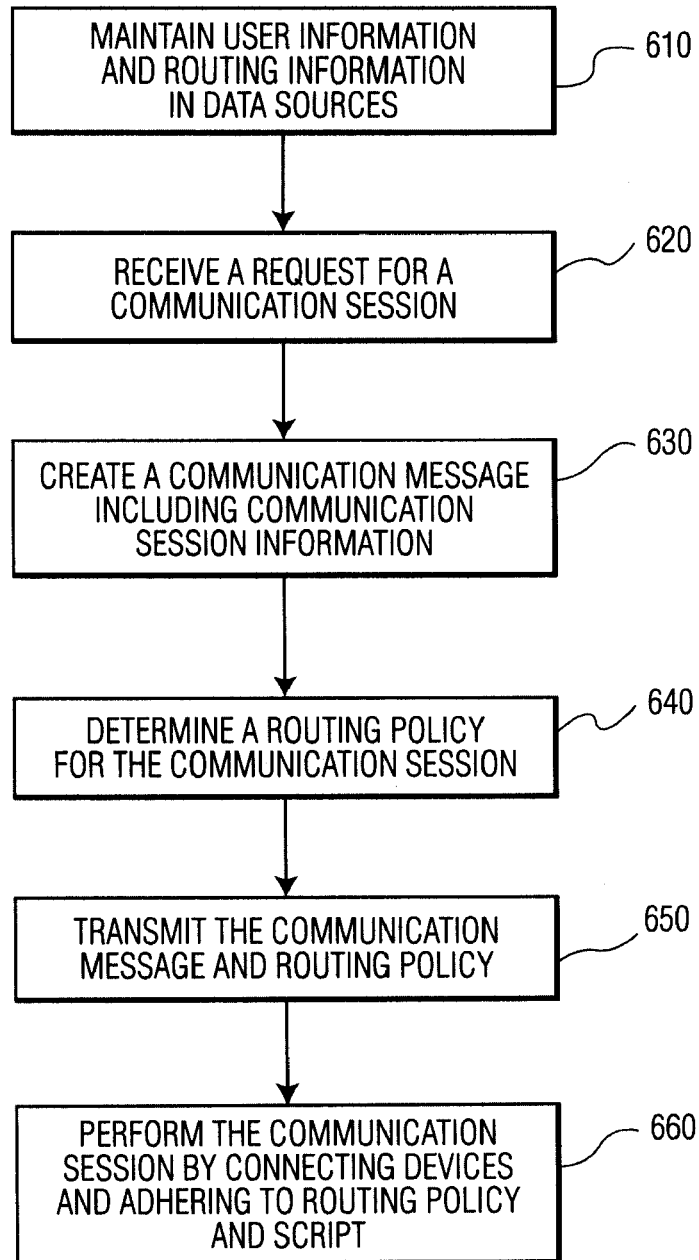 MAINTAIN USER INFORMATION
AND ROUTING INFORMATION
IN DATA SOURCES
610
RECEIVE A REQUEST FOR A
COMMUNICATION SESSION
620
CREATE A COMMUNICATION MESSAGE
INCLUDING COMMUNICATION
SESSION INFORMATION
630
DETERMINE A ROUTING POLICY
FOR THE COMMUNICATION SESSION
640
TRANSMIT THE COMMUNICATION
MESSAGE AND ROUTING POLICY
650
PERFORM THE COMMUNICATION
SESSION BY CONNECTING DEVICES
AND ADHERING TO ROUTING POLICY
AND SCRIPT
660